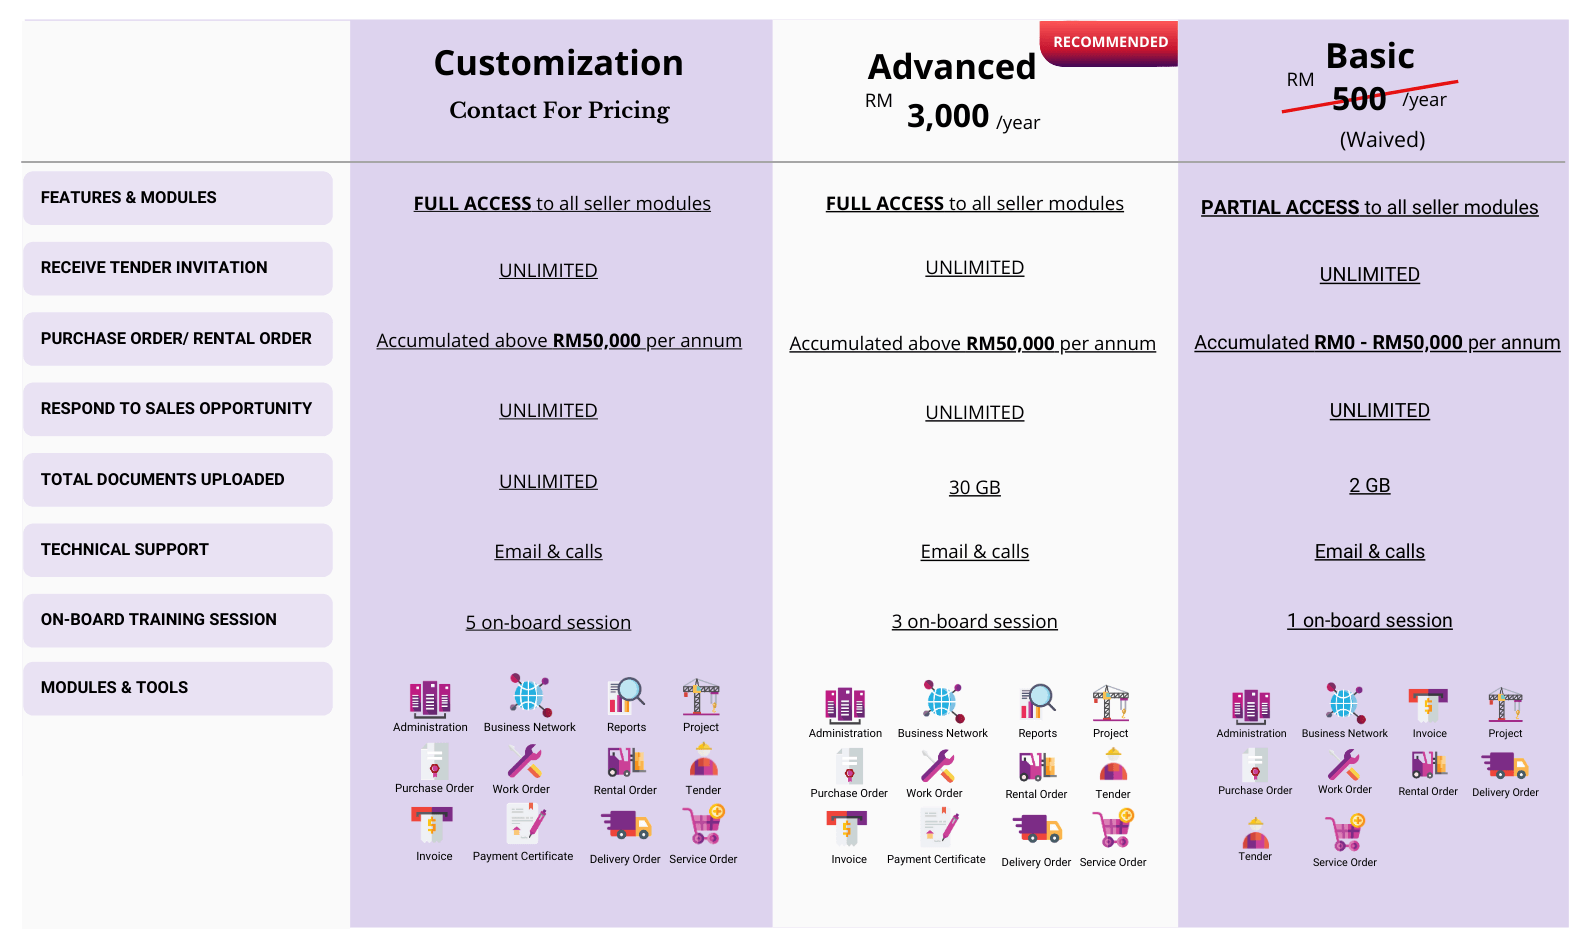 Customization
Contact For Pricing
Advanced
RECOMMENDED
RM 3,000 /year
Basic
RM 500 /year
(Waived)
FEATURES & MODULES
FULL ACCESS to all seller modules
FULL ACCESS to all seller modules
PARTIAL ACCESS to all seller modules
RECEIVE TENDER INVITATION
UNLIMITED
UNLIMITED
UNLIMITED
PURCHASE ORDER/ RENTAL ORDER
Accumulated above RM50,000 per annum
Accumulated above RM50,000 per annum
Accumulated RM0 - RM50,000 per annum
RESPOND TO SALES OPPORTUNITY
UNLIMITED
UNLIMITED
UNLIMITED
TOTAL DOCUMENTS UPLOADED
UNLIMITED
30 GB
2 GB
TECHNICAL SUPPORT
Email & calls
Email & calls
Email & calls
ON-BOARD TRAINING SESSION
5 on-board session
3 on-board session
1 on-board session
MODULES & TOOLS
Administration Business Network Reports Project
Purchase Order Work Order Rental Order Tender
Invoice Payment Certificate Delivery Order Service Order
Administration Business Network Reports Project
Purchase Order Work Order Rental Order Tender
Invoice Payment Certificate Delivery Order Service Order
Administration Business Network Invoice Project
Purchase Order Work Order Rental Order Delivery Order
Tender Service Order